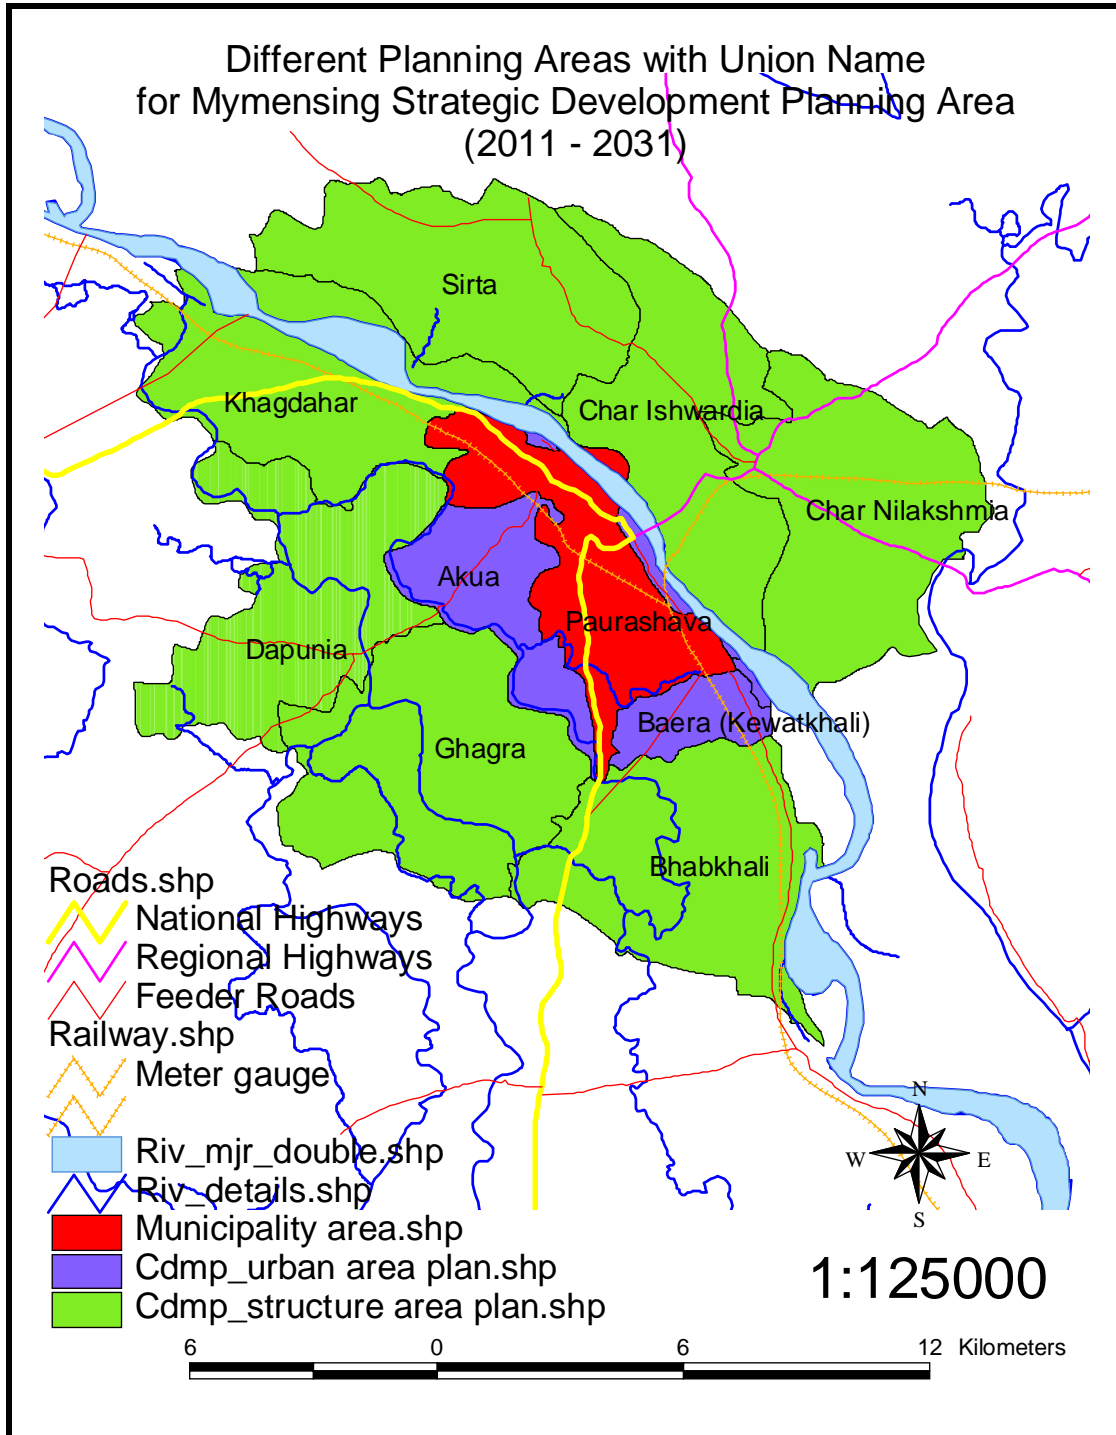 Different Planning Areas with Union Name
for Mymensing Strategic Development Planning Area
(2011 - 2031)
Sirta
Khagdahar
Char Ishwardia
Char Nilakshmia
Akua
Paurashava
Dapunia
Baera (Kewatkhali)
Ghagra
Bhabkhali
Roads.shp
National Highways
Regional Highways
Feeder Roads
Railway.shp
Meter gauge
Riv_mjr_double.shp
Riv_details.shp
Municipality area.shp
Cdmp_urban area plan.shp
Cdmp_structure area plan.shp
N
W E
S
1:125000
6 0 6 12 Kilometers